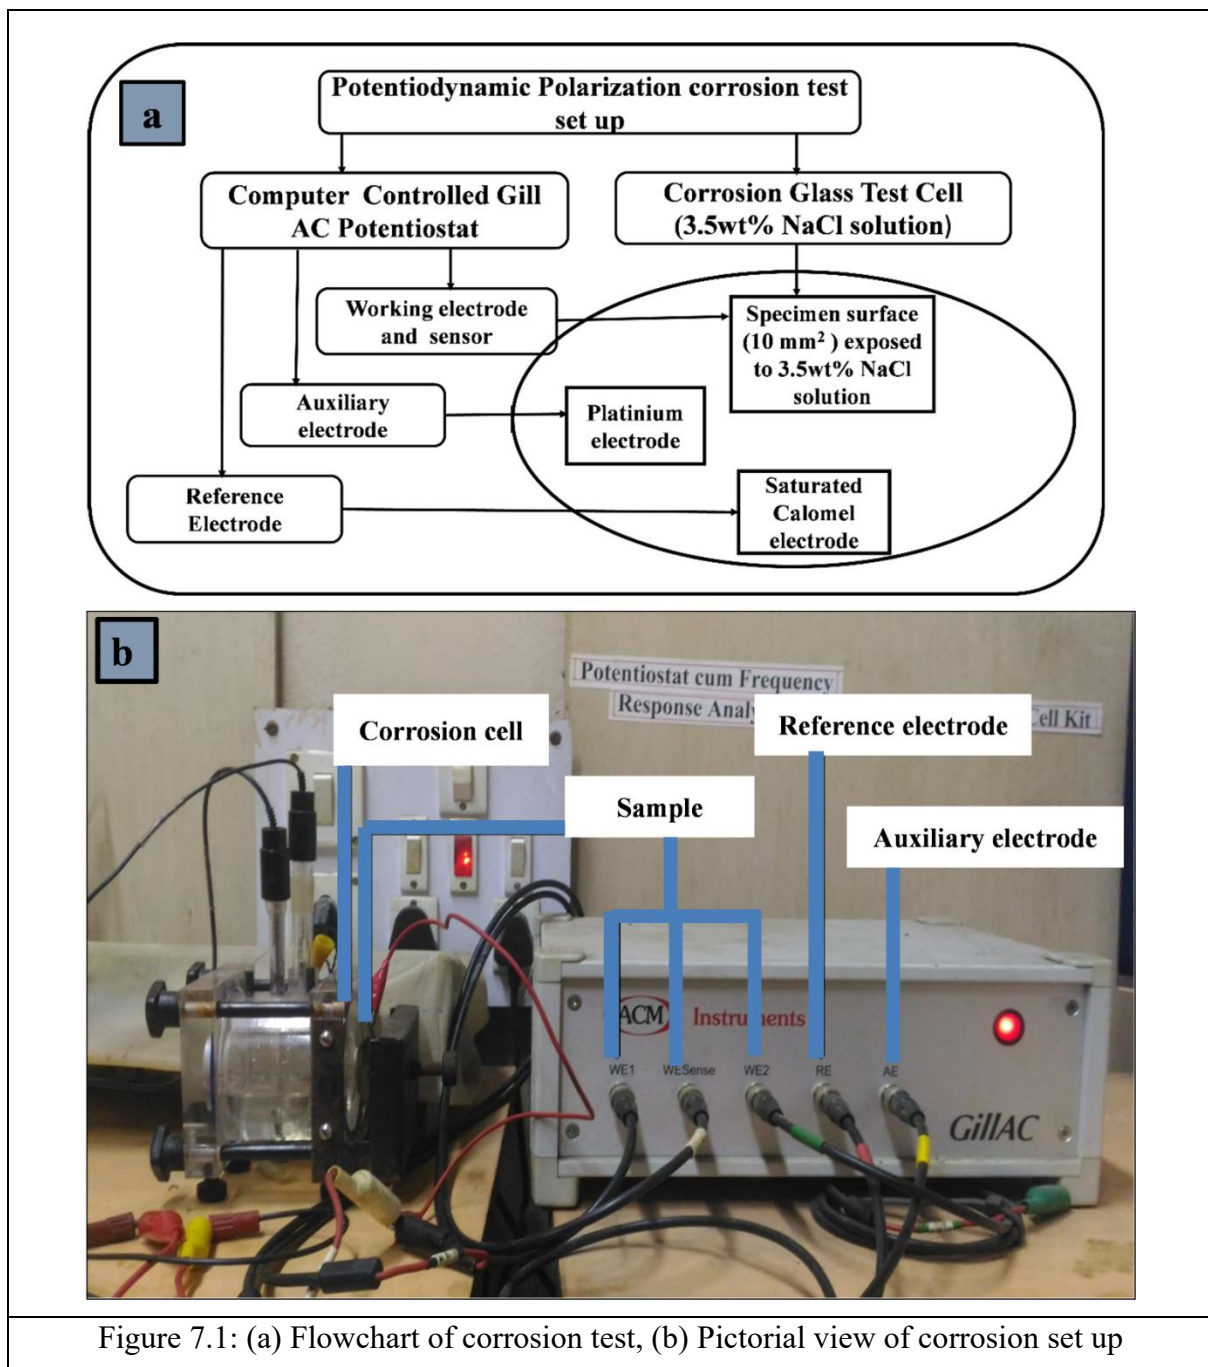 a
Potentiodynamic Polarization corrosion test
set up
Computer Controlled Gill
AC Potentiostat
Corrosion Glass Test Cell
(3.5wt% NaCl solution)
Working electrode
and sensor
Specimen surface
(10 mm²) exposed
to 3.5wt% NaCl
solution
Auxiliary
electrode
Platinium
electrode
Reference
Electrode
Saturated
Calomel
electrode
b
Potentiostat cum Frequency
Response Analy
Cell Kit
Corrosion cell
Reference electrode
Sample
Auxiliary electrode
ACM Instruments
WE1 WESense WE2 RE AE
GillAC
Figure 7.1: (a) Flowchart of corrosion test, (b) Pictorial view of corrosion set up